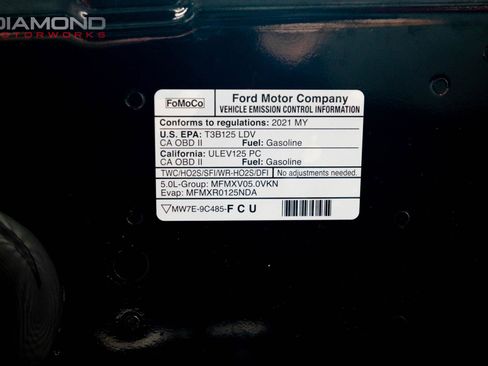 DIAMOND
MOTORWORKS
FoMoCo
Ford Motor Company
VEHICLE EMISSION CONTROL INFORMATION
Conforms to regulations: 2021 MY
U.S. EPA: T3B125 LDV
CA OBD II Fuel: Gasoline
California: ULEV125 PC
CA OBD II Fuel: Gasoline
TWC/HO2S/SFI/WR-HO2S/DFI No adjustments needed.
5.0L-Group: MFMXV05.0VKN
Evap: MFMXR0125NDA
MW7E-9C485-FCU